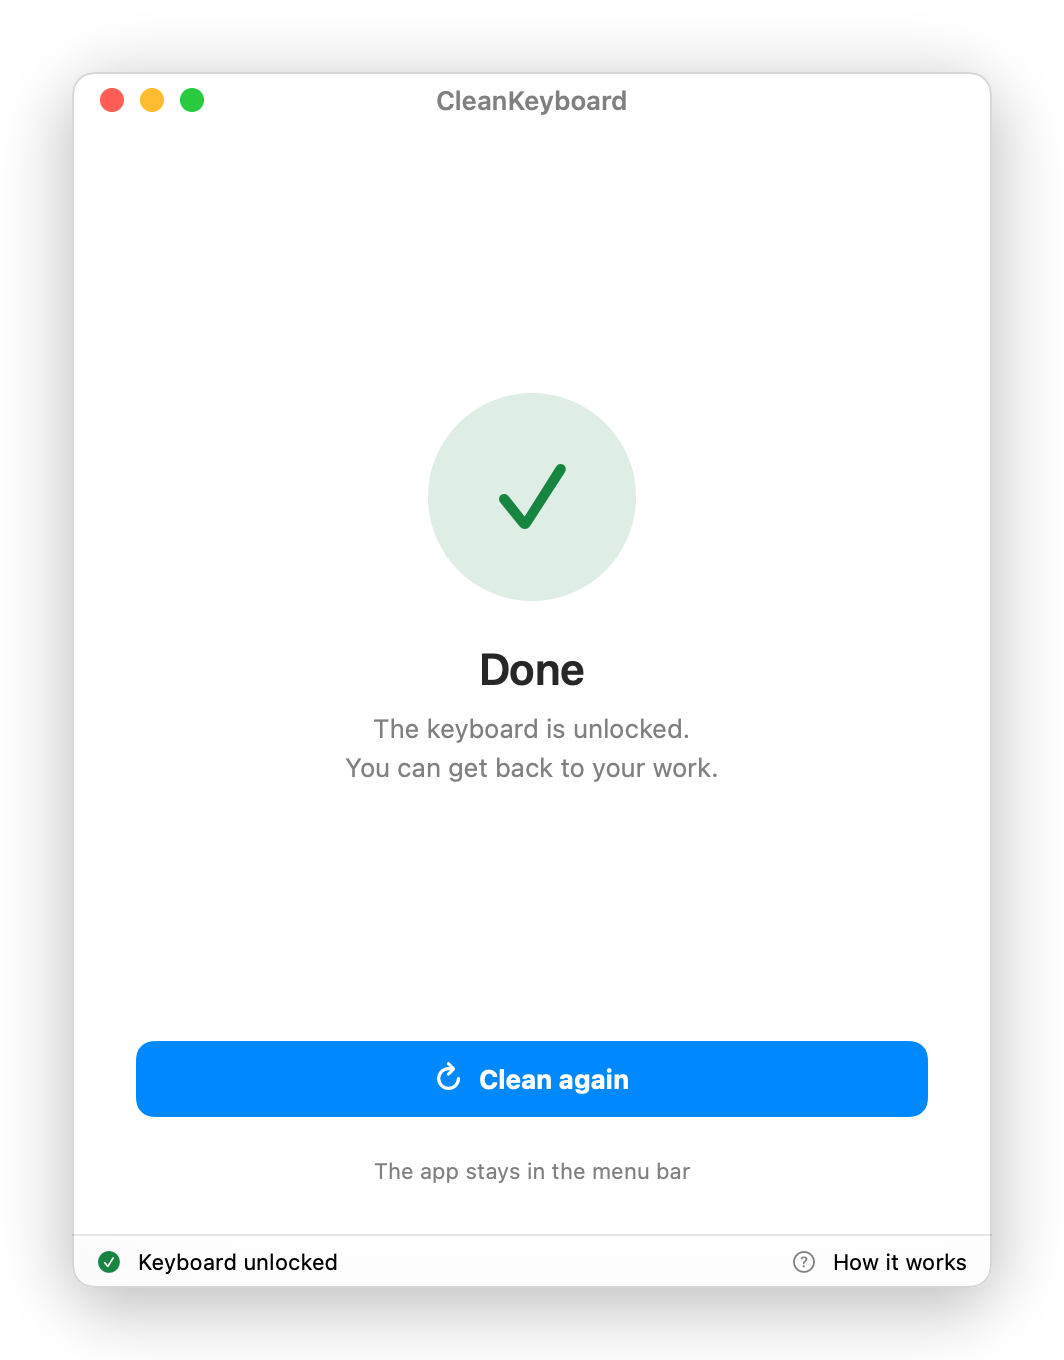 CleanKeyboard
Done
The keyboard is unlocked.
You can get back to your work.
Clean again
The app stays in the menu bar
Keyboard unlocked
? How it works